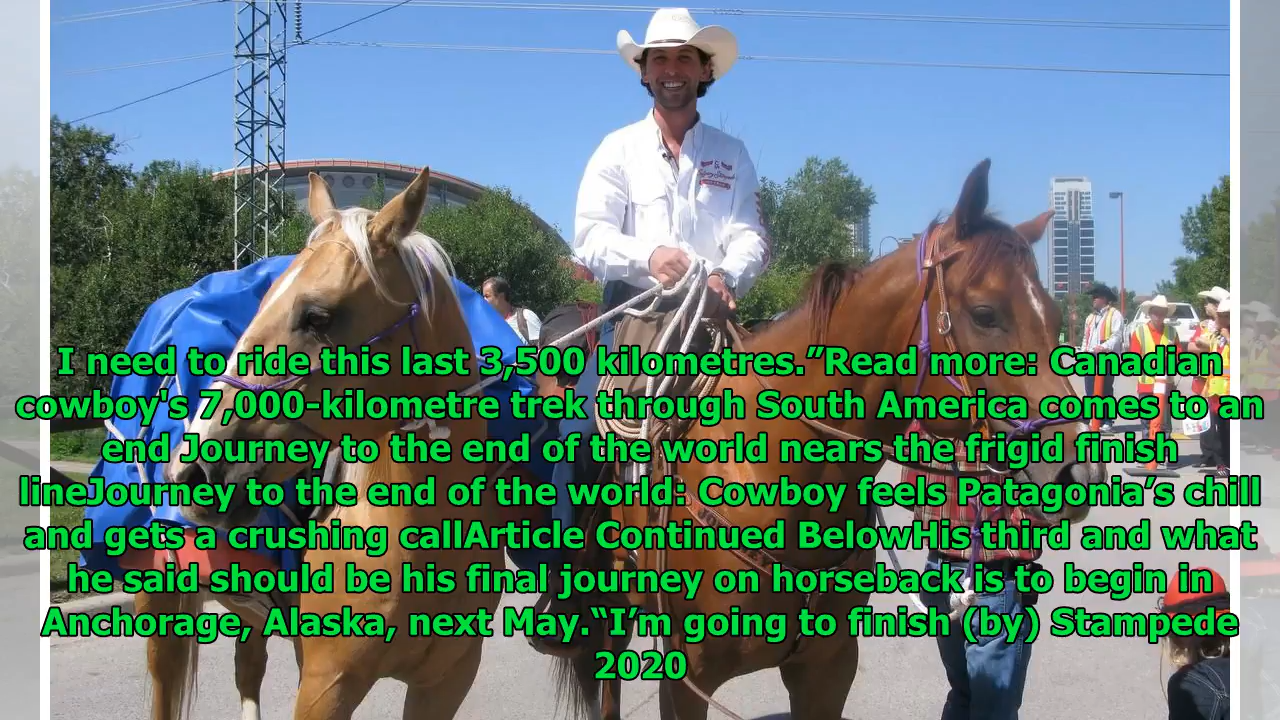 I need to ride this last 3,500 kilometres.”Read more: Canadian
cowboy's 7,000-kilometre trek through South America comes to an
end Journey to the end of the world nears the frigid finish
lineJourney to the end of the world: Cowboy feels Patagonia’s chill
and gets a crushing callArticle Continued BelowHis third and what
he said should be his final journey on horseback is to begin in
Anchorage, Alaska, next May.“I’m going to finish (by) Stampede
2020